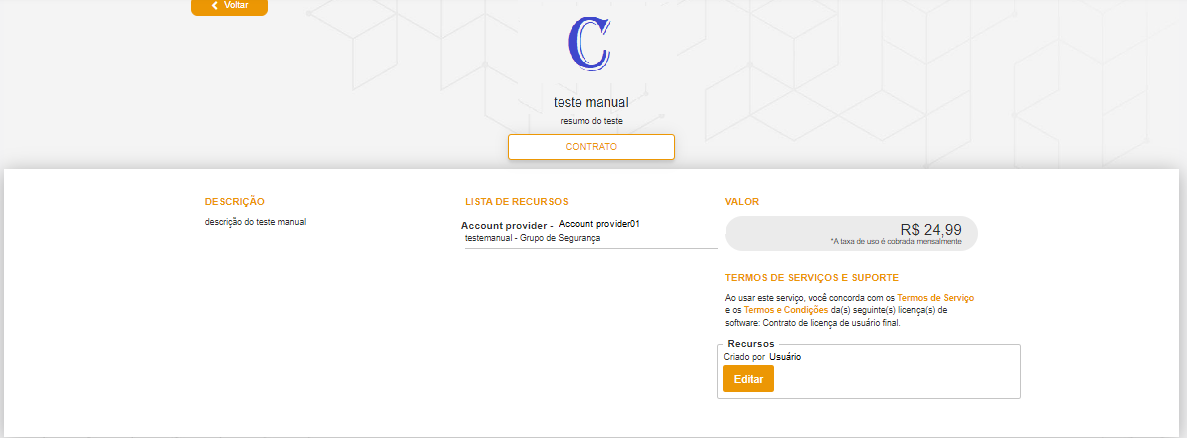 Voltar
C
teste manual
resumo do teste
CONTRATO
DESCRIÇÃO
descrição do teste manual
LISTA DE RECURSOS
Account provider - Account provider01
testemanual - Grupo de Segurança
VALOR
R$ 24,99
*A taxa de uso é cobrada mensalmente
TERMOS DE SERVIÇOS E SUPORTE
Ao usar este serviço, você concorda com os Termos de Serviço
e os Termos e Condições da(s) seguinte(s) licença(s) de
software: Contrato de licença de usuário final.
Recursos
Criado por Usuário
Editar